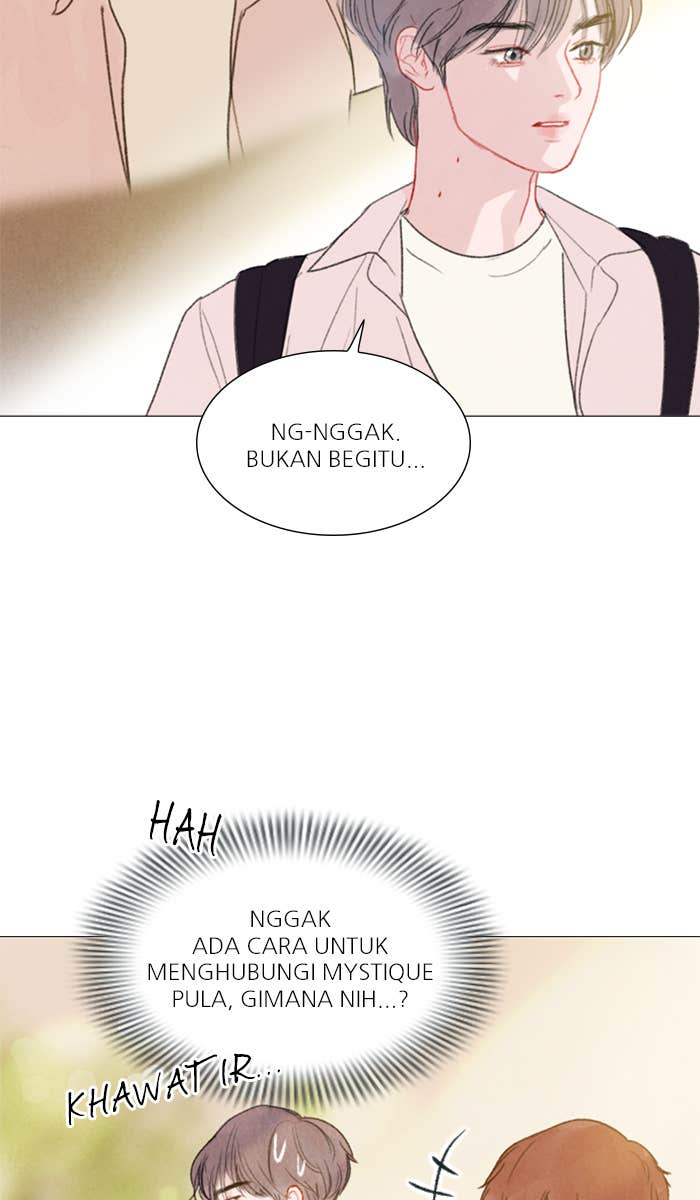 NG-NGGAK.
BUKAN BEGITU...
HAH
NGGAK
ADA CARA UNTUK
MENGHUBUNGI MYSTIQUE
PULA, GIMANA NIH...?
KHAWATIR...